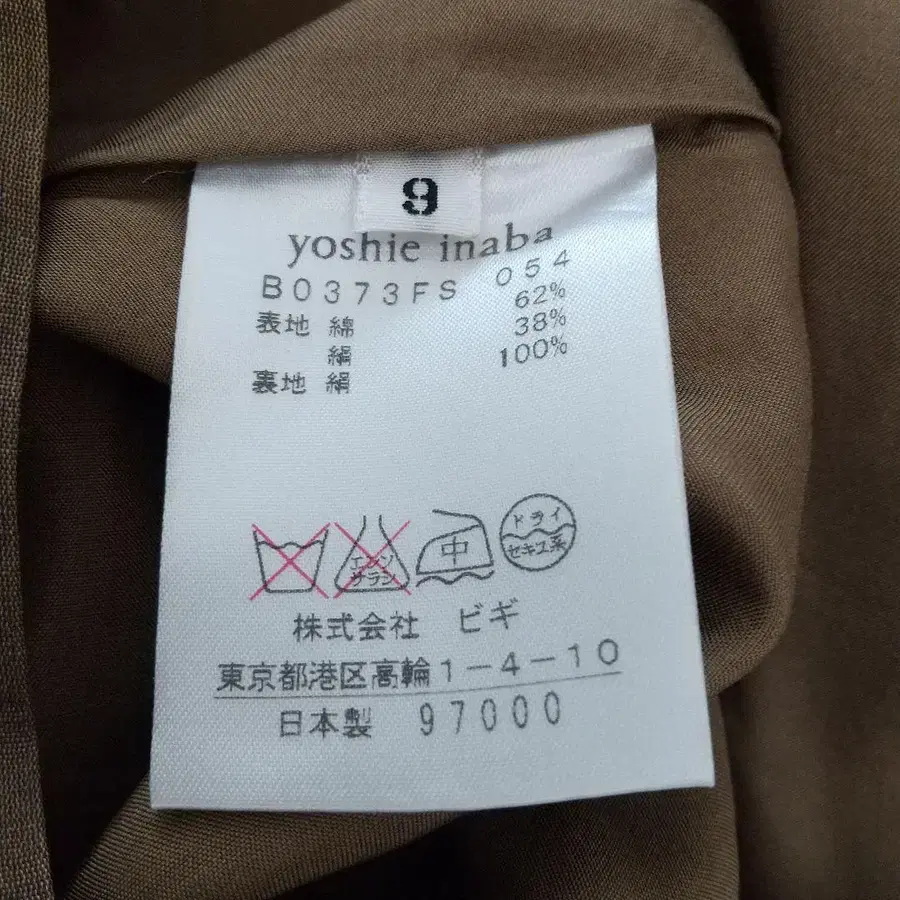 9
yoshie inaba
B0373FS 054
表地 綿 62%
絹 38%
裏地 絹 100%
エンソ サラシ
中
ドライ
セキユ系
株式会社 ビギ
東京都港区高輪1-4-10
日本製 97000